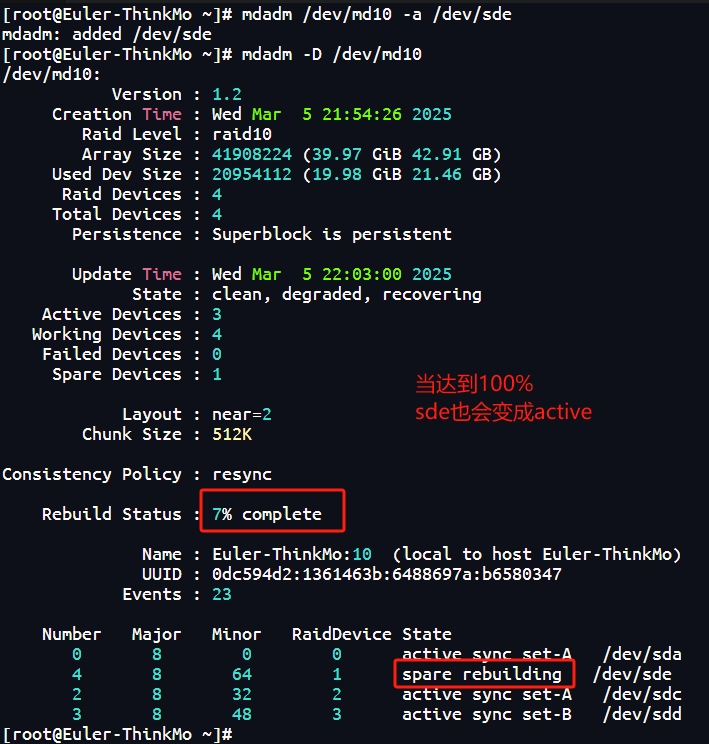 [root@Euler-ThinkMo ~]# mdadm /dev/md10 -a /dev/sde
mdadm: added /dev/sde
[root@Euler-ThinkMo ~]# mdadm -D /dev/md10
/dev/md10:
Version : 1.2
Creation Time : Wed Mar  5 21:54:26 2025
Raid Level : raid10
Array Size : 41908224 (39.97 GiB 42.91 GB)
Used Dev Size : 20954112 (19.98 GiB 21.46 GB)
Raid Devices : 4
Total Devices : 4
Persistence : Superblock is persistent
Update Time : Wed Mar  5 22:03:00 2025
State : clean, degraded, recovering
Active Devices : 3
Working Devices : 4
Failed Devices : 0
Spare Devices : 1
当达到100%
sde也会变成active
Layout : near=2
Chunk Size : 512K
Consistency Policy : resync
Rebuild Status : 7% complete
Name : Euler-ThinkMo:10  (local to host Euler-ThinkMo)
UUID : 0dc594d2:1361463b:6488697a:b6580347
Events : 23
Number   Major   Minor   RaidDevice State
0       8        0        0      active sync set-A   /dev/sda
4       8       64        1      spare rebuilding   /dev/sde
2       8       32        2      active sync set-A   /dev/sdc
3       8       48        3      active sync set-B   /dev/sdd
[root@Euler-ThinkMo ~]#